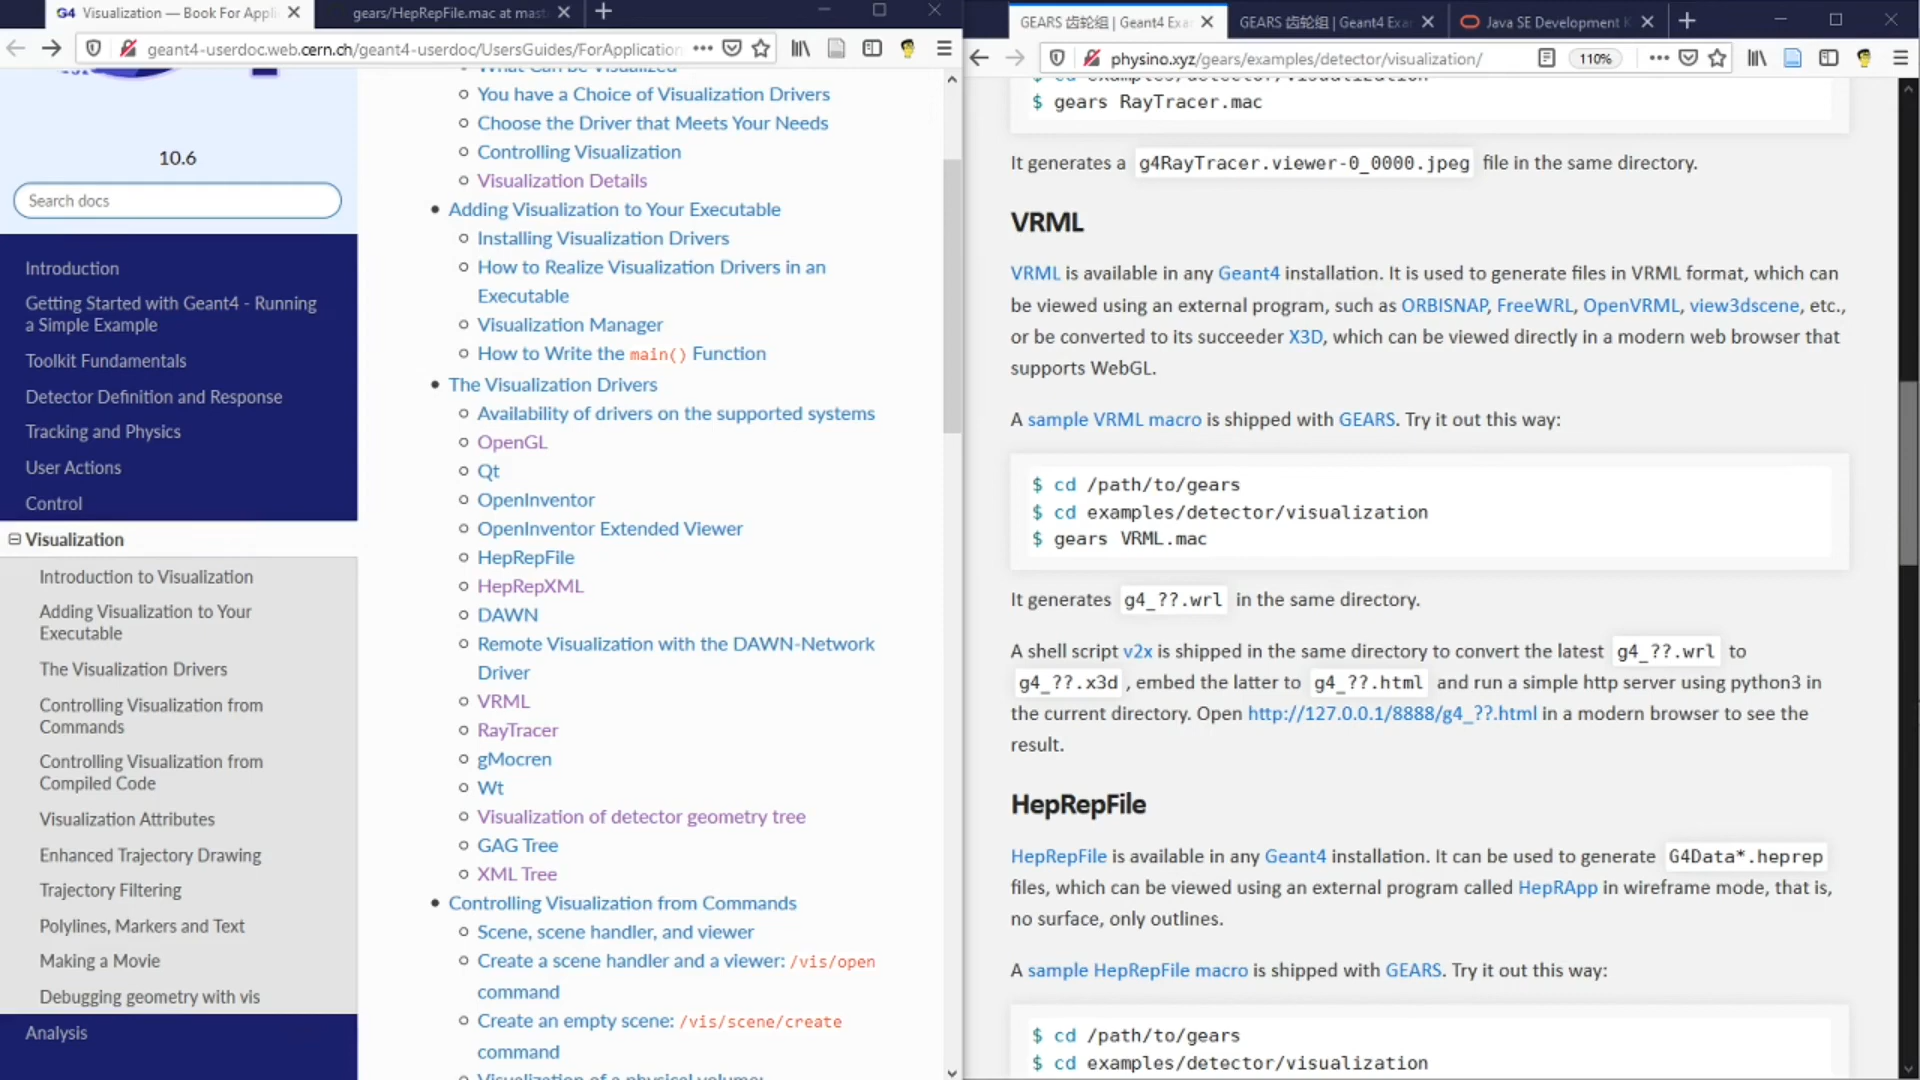 G4 Visualization — Book For Appli
gears/HepRepFile.mac at mast
geant4-userdoc.web.cern.ch/geant4-userdoc/UsersGuides/ForApplication
10.6
Search docs
Introduction
Getting Started with Geant4 - Running
a Simple Example
Toolkit Fundamentals
Detector Definition and Response
Tracking and Physics
User Actions
Control
Visualization
Introduction to Visualization
Adding Visualization to Your
Executable
The Visualization Drivers
Controlling Visualization from
Commands
Controlling Visualization from
Compiled Code
Visualization Attributes
Enhanced Trajectory Drawing
Trajectory Filtering
Polylines, Markers and Text
Making a Movie
Debugging geometry with vis
Analysis
What Can be Visualized
You have a Choice of Visualization Drivers
Choose the Driver that Meets Your Needs
Controlling Visualization
Visualization Details
Adding Visualization to Your Executable
Installing Visualization Drivers
How to Realize Visualization Drivers in an
Executable
Visualization Manager
How to Write the main() Function
The Visualization Drivers
Availability of drivers on the supported systems
OpenGL
Qt
OpenInventor
OpenInventor Extended Viewer
HepRepFile
HepRepXML
DAWN
Remote Visualization with the DAWN-Network
Driver
VRML
RayTracer
gMocren
Wt
Visualization of detector geometry tree
GAG Tree
XML Tree
Controlling Visualization from Commands
Scene, scene handler, and viewer
Create a scene handler and a viewer: /vis/open
command
Create an empty scene: /vis/scene/create
command
Visualization of a physical volume:
GEARS 齿轮组 | Geant4 Exa
GEARS 齿轮组 | Geant4 Exa
Java SE Development K
physino.xyz/gears/examples/detector/visualization/
110%
$ cd examples/detector/visualization
$ gears RayTracer.mac
It generates a g4RayTracer.viewer-0_0000.jpeg file in the same directory.
VRML
VRML is available in any Geant4 installation. It is used to generate files in VRML format, which can
be viewed using an external program, such as ORBISNAP, FreeWRL, OpenVRML, view3dscene, etc.,
or be converted to its succeeder X3D, which can be viewed directly in a modern web browser that
supports WebGL.
A sample VRML macro is shipped with GEARS. Try it out this way:
$ cd /path/to/gears
$ cd examples/detector/visualization
$ gears VRML.mac
It generates g4_??.wrl in the same directory.
A shell script v2x is shipped in the same directory to convert the latest g4_??.wrl to
g4_??.x3d , embed the latter to g4_??.html and run a simple http server using python3 in
the current directory. Open http://127.0.0.1/8888/g4_??.html in a modern browser to see the
result.
HepRepFile
HepRepFile is available in any Geant4 installation. It can be used to generate G4Data*.heprep
files, which can be viewed using an external program called HepRApp in wireframe mode, that is,
no surface, only outlines.
A sample HepRepFile macro is shipped with GEARS. Try it out this way:
$ cd /path/to/gears
$ cd examples/detector/visualization